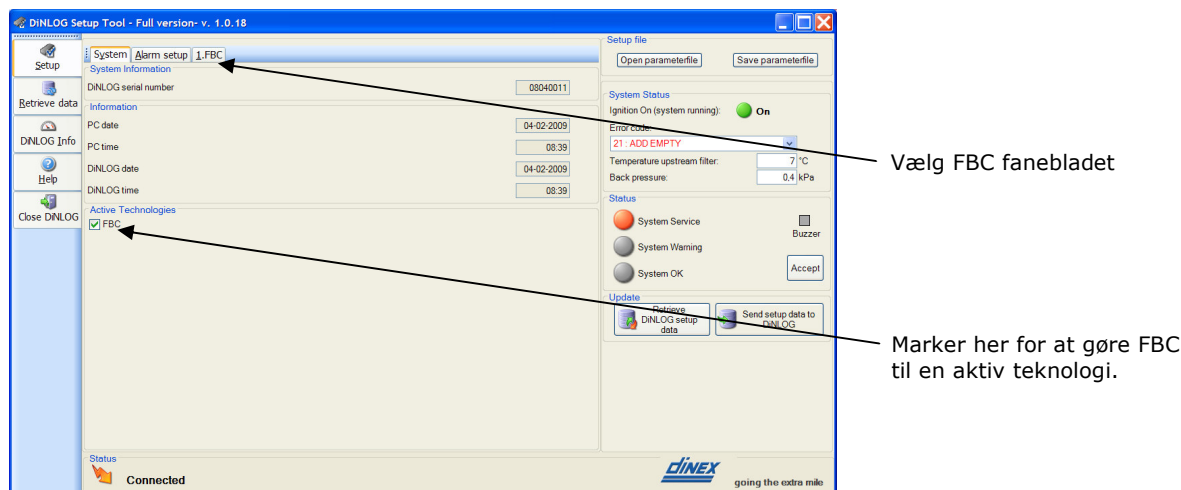 DiNLOG Setup Tool - Full version- v. 1.0.18
Setup
Retrieve data
DiNLOG Info
Help
Close DiNLOG
System
Alarm setup
1.FBC
System Information
DiNLOG serial number
08040011
Information
PC date
04-02-2009
PC time
08:39
DiNLOG date
04-02-2009
DiNLOG time
08:39
Active Technologies
FBC
Setup file
Open parameterfile
Save parameterfile
System Status
Ignition On (system running):
On
Error code:
21 : ADD EMPTY
Temperature upstream filter:
7 °C
Back pressure:
0,4 kPa
Status
System Service
Buzzer
System Warning
System OK
Accept
Update
Retrieve
DiNLOG setup
data
Send setup data to
DiNLOG
Status
Connected
dinex
going the extra mile
Vælg FBC fanebladet
Marker her for at gøre FBC
til en aktiv teknologi.